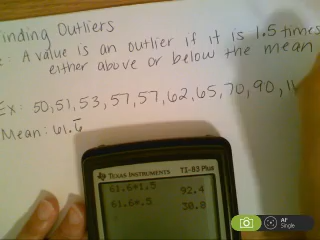 Finding Outliers
: A value is an outlier if it is 1.5 times
either above or below the mean
Ex: 50, 51, 53, 57, 57, 62, 65, 70, 90, 11
Mean: 61.6̅
TEXAS INSTRUMENTS TI-83 Plus
61.6*1.5
92.4
61.6*.5
30.8
AF
Single